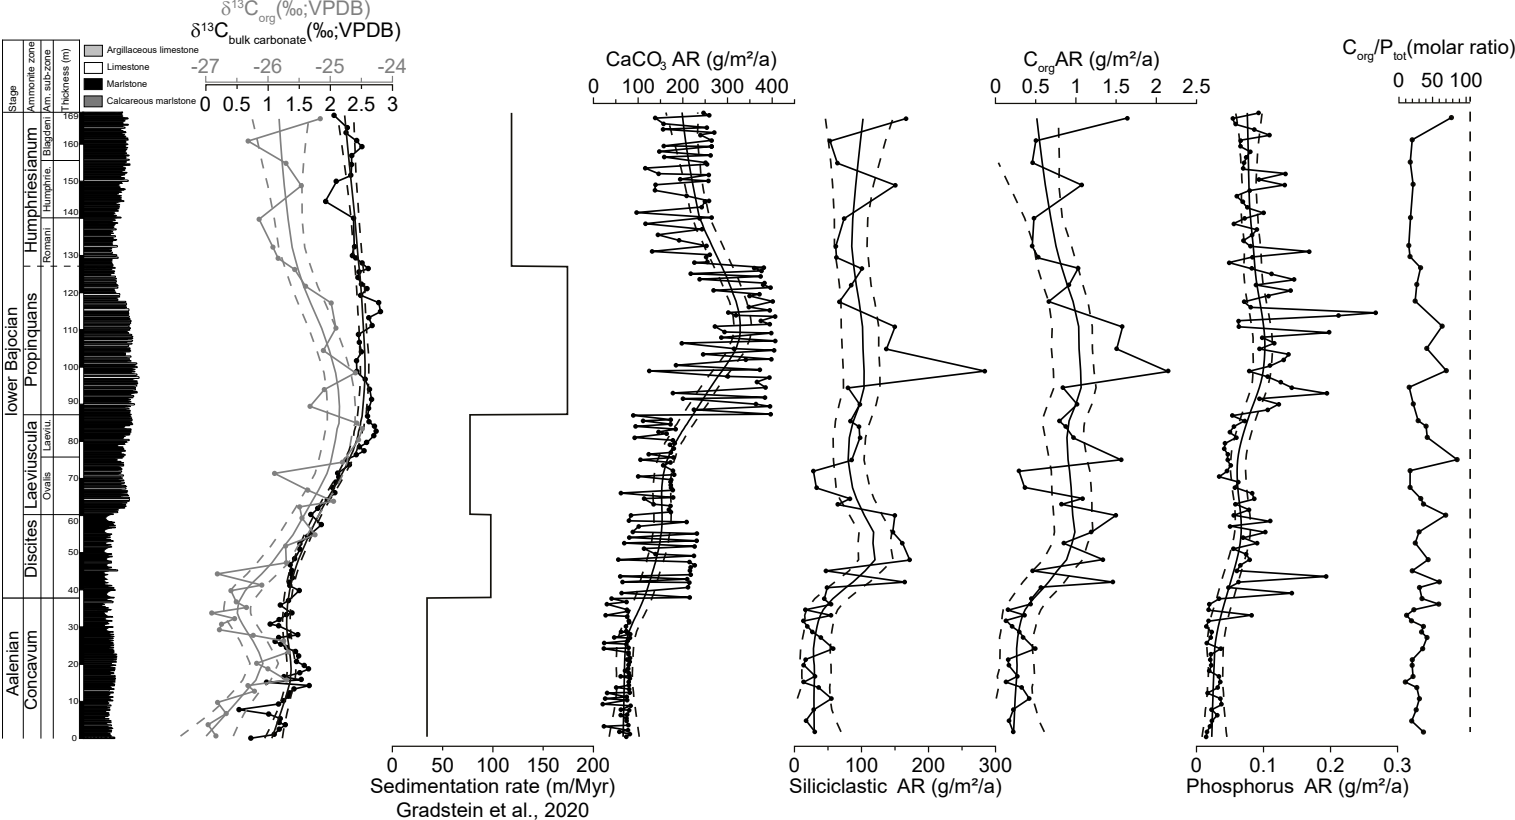 δ¹³Corg(‰;VPDB)
δ¹³Cbulk carbonate(‰;VPDB)
-27 -26 -25 -24
0 0.5 1 1.5 2 2.5 3
Stage
Ammonite zone
Am. sub-zone
Thickness (m)
Argillaceous limestone
Limestone
Marlstone
Calcareous marlstone
CaCO₃ AR (g/m²/a)
0 100 200 300 400
CorgAR (g/m²/a)
0 0.5 1 1.5 2 2.5
Corg/Ptot(molar ratio)
0 50 100
lower Bajocian
Aalenian
Humphriesianum
Propinquans
Laeviuscula
Discites
Concavum
Blagdeni
Humphrie.
Romani
Laeviu.
Ovalis
169
160
150
140
130
120
110
100
90
80
70
60
50
40
30
20
10
0
0 50 100 150 200
Sedimentation rate (m/Myr)
Gradstein et al., 2020
0 100 200 300
Siliciclastic AR (g/m²/a)
0 0.1 0.2 0.3
Phosphorus AR (g/m²/a)